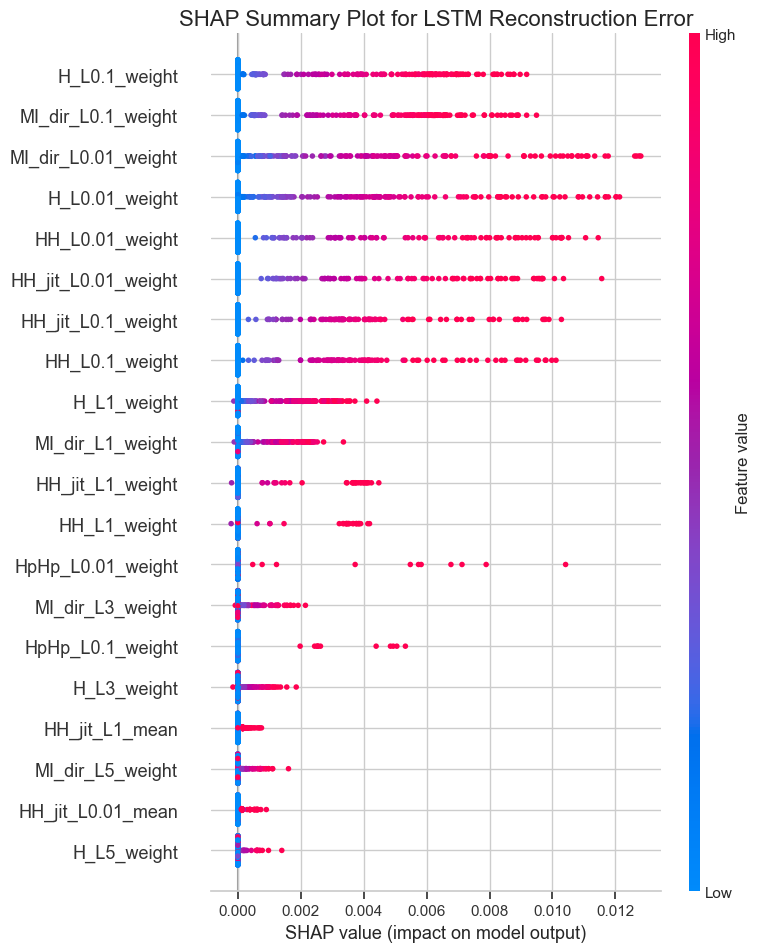 SHAP Summary Plot for LSTM Reconstruction Error
High
H_L0.1_weight
MI_dir_L0.1_weight
MI_dir_L0.01_weight
H_L0.01_weight
HH_L0.01_weight
HH_jit_L0.01_weight
HH_jit_L0.1_weight
HH_L0.1_weight
H_L1_weight
MI_dir_L1_weight
HH_jit_L1_weight
HH_L1_weight
HpHp_L0.01_weight
MI_dir_L3_weight
HpHp_L0.1_weight
H_L3_weight
HH_jit_L1_mean
MI_dir_L5_weight
HH_jit_L0.01_mean
H_L5_weight
Feature value
Low
0.000 0.002 0.004 0.006 0.008 0.010 0.012
SHAP value (impact on model output)